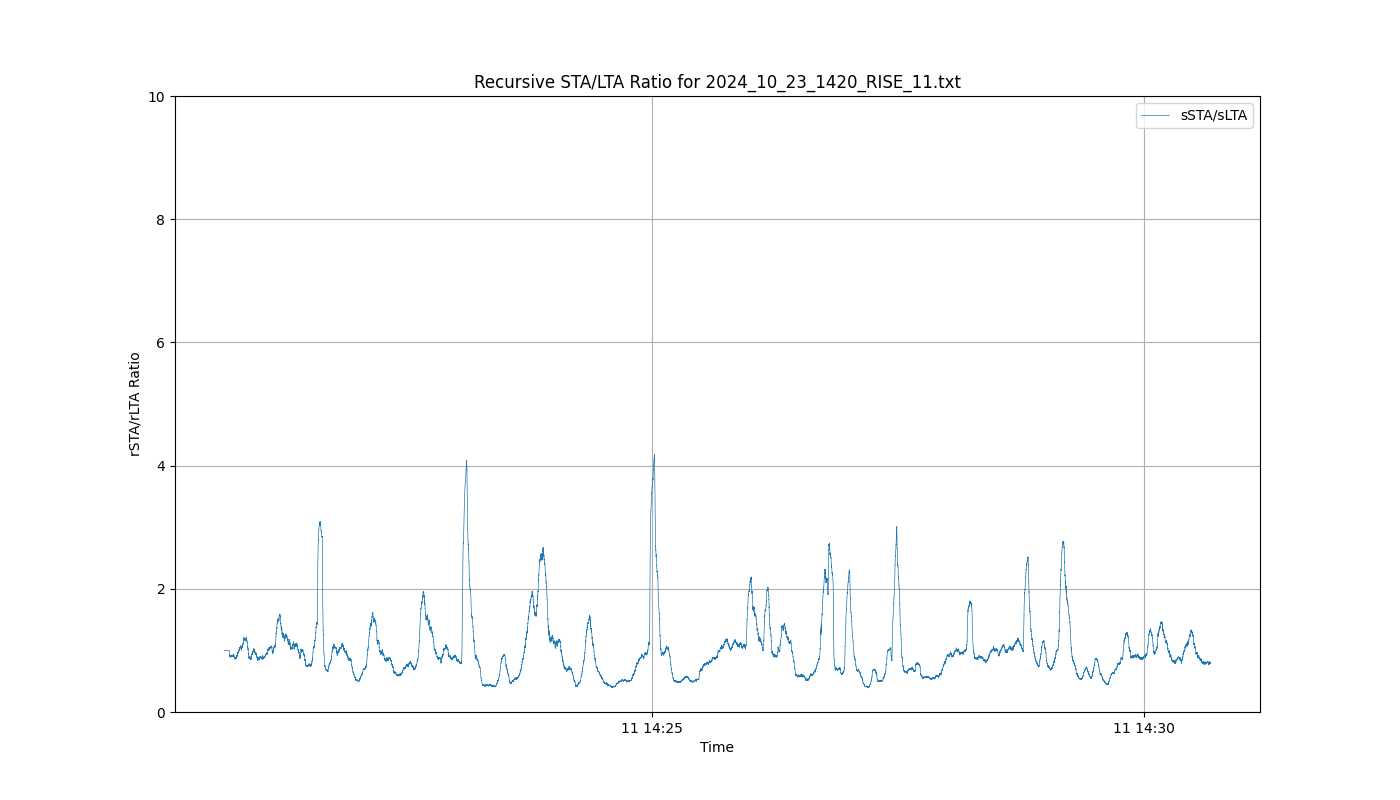 Recursive STA/LTA Ratio for 2024_10_23_1420_RISE_11.txt
sSTA/sLTA
10
8
6
4
2
0
rSTA/rLTA Ratio
11 14:25
11 14:30
Time